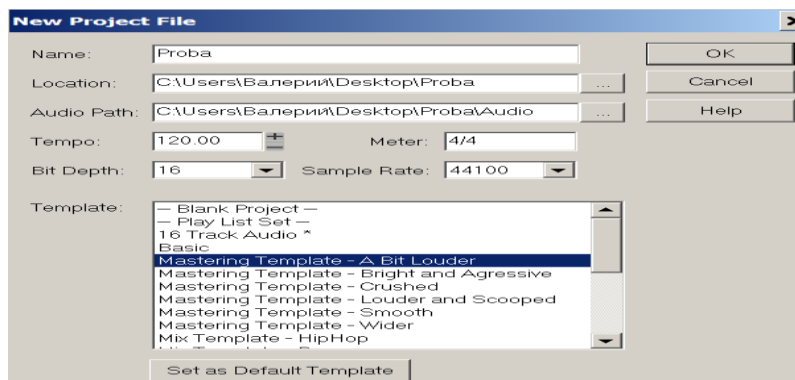 New Project File
Name: Proba OK
Location: C:\Users\Валерий\Desktop\Proba ... Cancel
Audio Path: C:\Users\Валерий\Desktop\Proba\Audio ... Help
Tempo: 120.00 Meter: 4/4
Bit Depth: 16 Sample Rate: 44100
Template: — Blank Project —
— Play List Set —
16 Track Audio *
Basic
Mastering Template - A Bit Louder
Mastering Template - Bright and Agressive
Mastering Template - Crushed
Mastering Template - Louder and Scooped
Mastering Template - Smooth
Mastering Template - Wider
Mix Template - HipHop
Set as Default Template